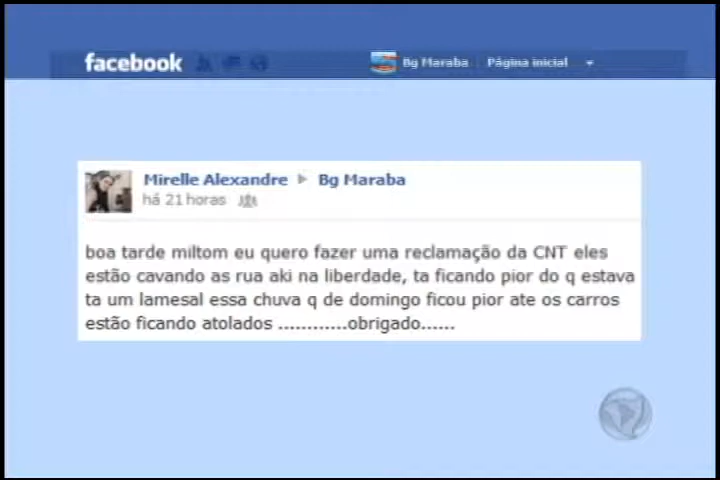 facebook
Bg Maraba Página inicial
Mirelle Alexandre Bg Maraba
há 21 horas
boa tarde miltom eu quero fazer uma reclamação da CNT eles
estão cavando as rua aki na liberdade, ta ficando pior do q estava
ta um lamesal essa chuva q de domingo ficou pior ate os carros
estão ficando atolados ............obrigado......